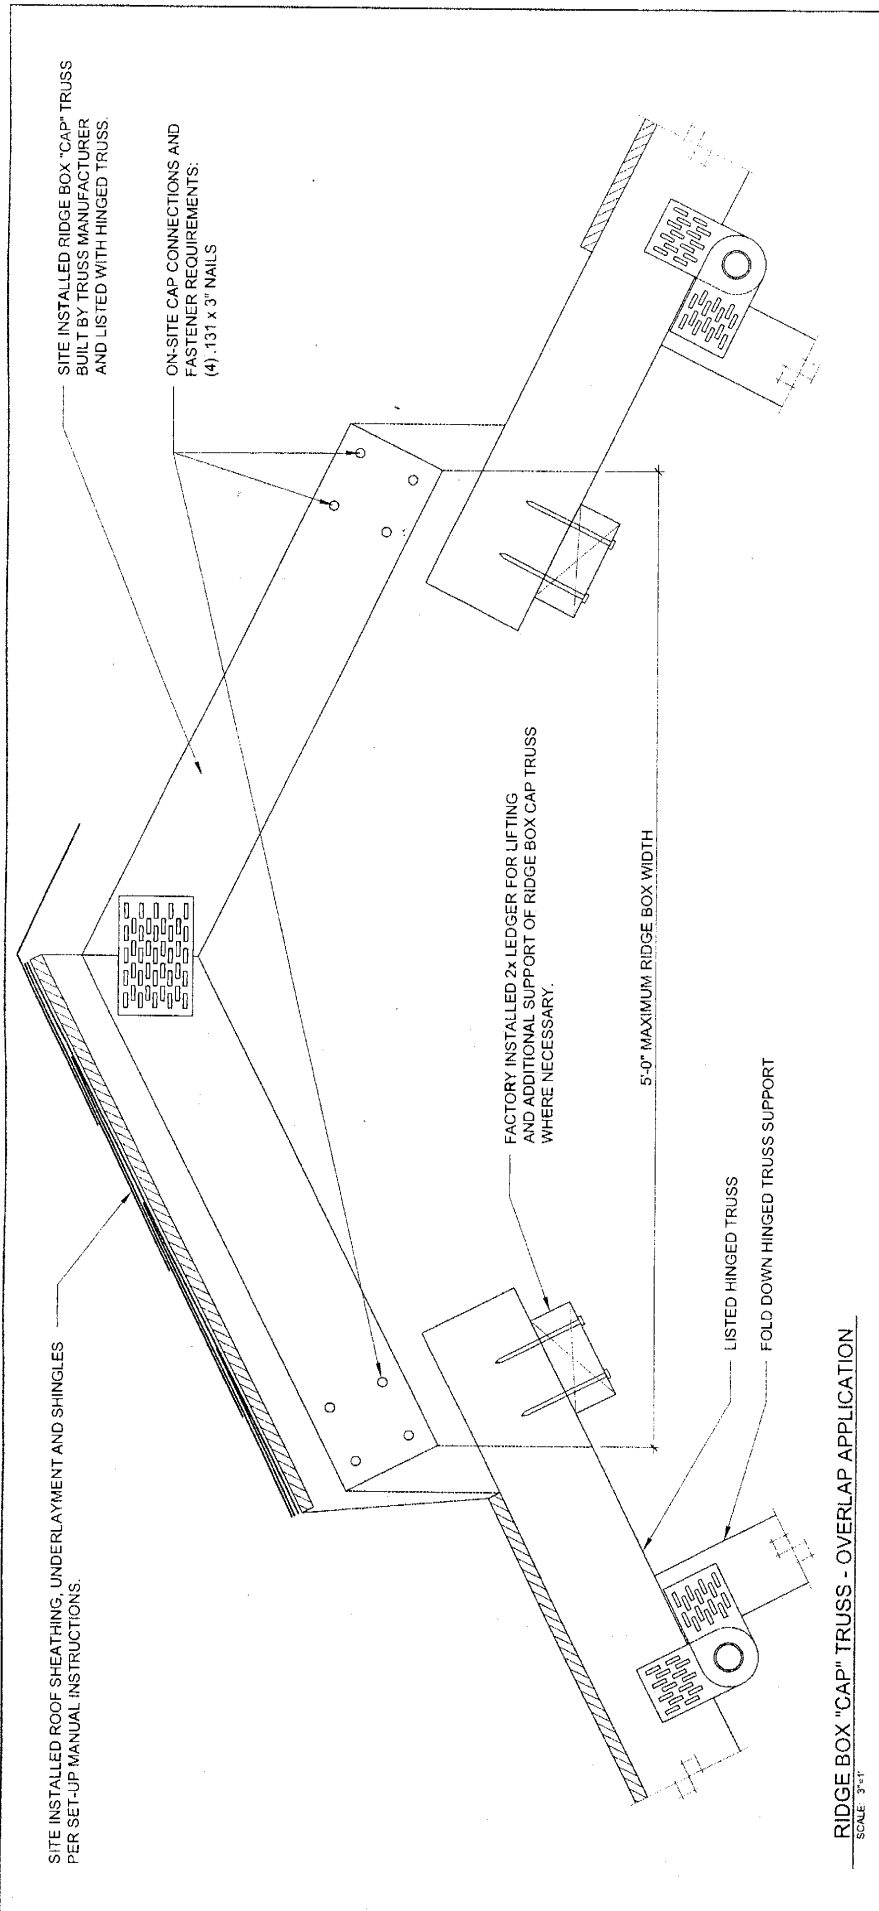 SITE INSTALLED ROOF SHEATHING, UNDERLAYMENT AND SHINGLES
PER SET-UP MANUAL INSTRUCTIONS.
SITE INSTALLED RIDGE BOX "CAP" TRUSS
BUILT BY TRUSS MANUFACTURER
AND LISTED WITH HINGED TRUSS.
ON-SITE CAP CONNECTIONS AND
FASTENER REQUIREMENTS:
(4) .131 x 3" NAILS
FACTORY INSTALLED 2x LEDGER FOR LIFTING
AND ADDITIONAL SUPPORT OF RIDGE BOX CAP TRUSS
WHERE NECESSARY.
5'-0" MAXIMUM RIDGE BOX WIDTH
LISTED HINGED TRUSS
FOLD DOWN HINGED TRUSS SUPPORT
RIDGE BOX "CAP" TRUSS - OVERLAP APPLICATION
SCALE: 3"=1'